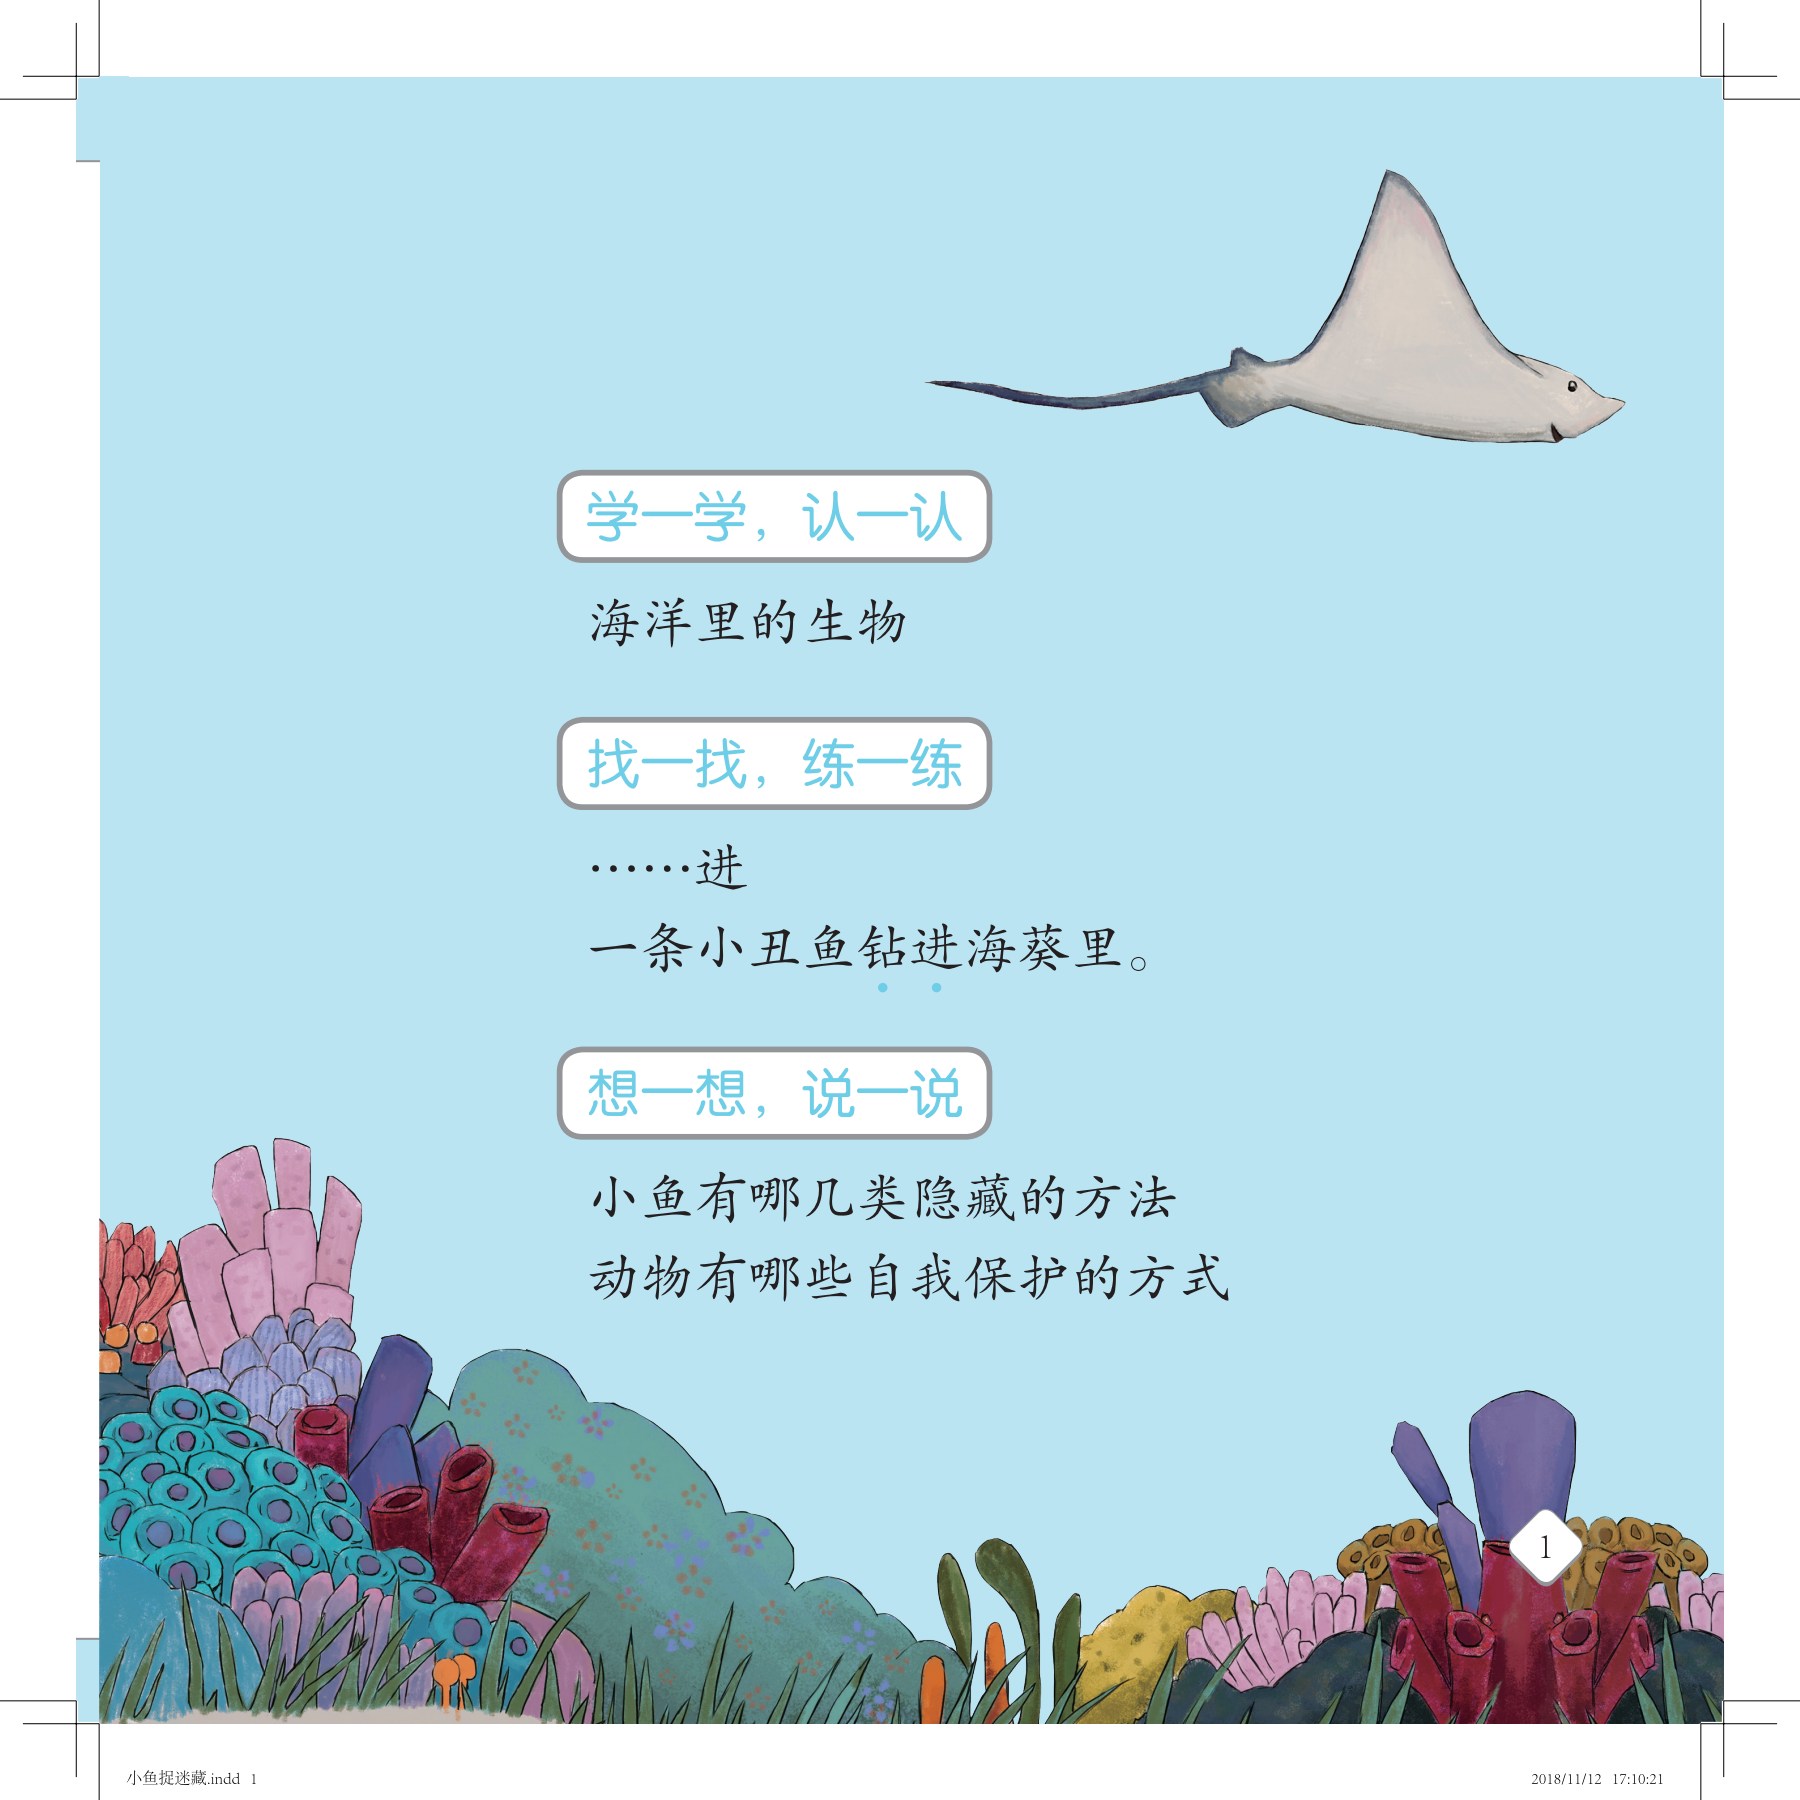 学一学，认一认
海洋里的生物
找一找，练一练
……进
一条小丑鱼钻进海葵里。
想一想，说一说
小鱼有哪几类隐藏的方法
动物有哪些自我保护的方式
1
小鱼捉迷藏.indd 1
2018/11/12 17:10:21